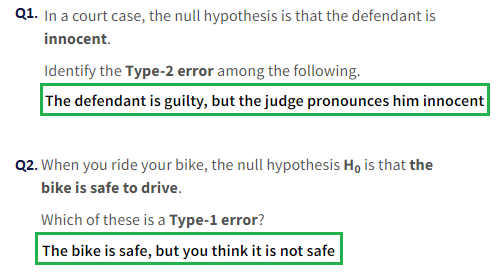 Q1. In a court case, the null hypothesis is that the defendant is
innocent.
Identify the Type-2 error among the following.
The defendant is guilty, but the judge pronounces him innocent
Q2. When you ride your bike, the null hypothesis H₀ is that the
bike is safe to drive.
Which of these is a Type-1 error?
The bike is safe, but you think it is not safe